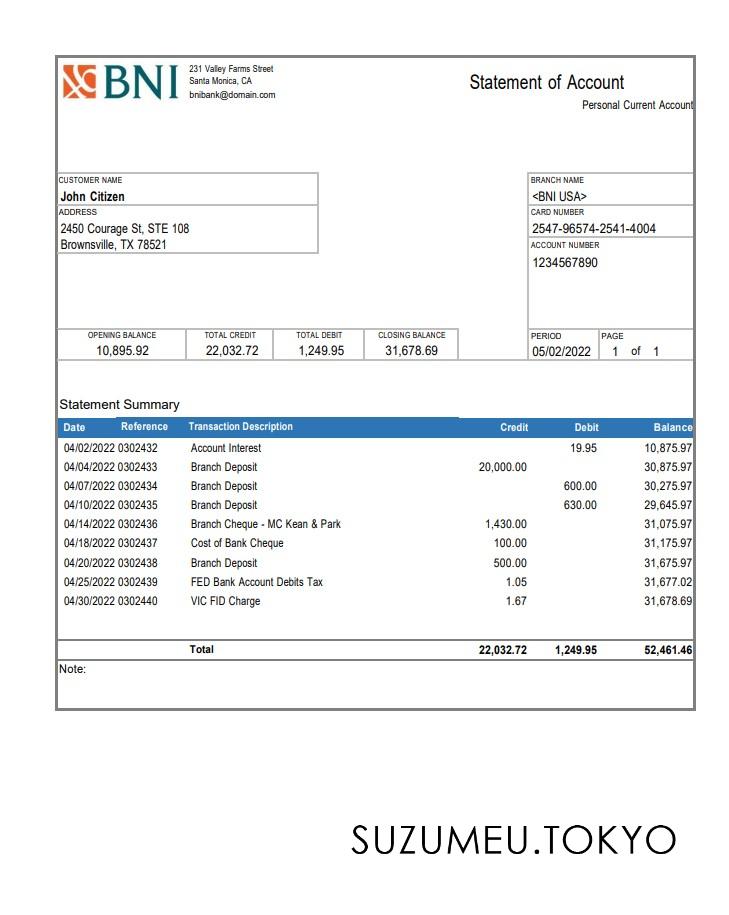 BNI
231 Valley Farms Street
Santa Monica, CA
bnibank@domain.com
Statement of Account
Personal Current Account
CUSTOMER NAME
John Citizen
ADDRESS
2450 Courage St, STE 108
Brownsville, TX 78521
BRANCH NAME
<BNI USA>
CARD NUMBER
2547-96574-2541-4004
ACCOUNT NUMBER
1234567890
OPENING BALANCE TOTAL CREDIT TOTAL DEBIT CLOSING BALANCE
10,895.92 22,032.72 1,249.95 31,678.69
PERIOD PAGE
05/02/2022 1 of 1
Statement Summary
Date Reference Transaction Description Credit Debit Balance
04/02/2022 0302432 Account Interest 19.95 10,875.97
04/04/2022 0302433 Branch Deposit 20,000.00 30,875.97
04/07/2022 0302434 Branch Deposit 600.00 30,275.97
04/10/2022 0302435 Branch Deposit 630.00 29,645.97
04/14/2022 0302436 Branch Cheque - MC Kean & Park 1,430.00 31,075.97
04/18/2022 0302437 Cost of Bank Cheque 100.00 31,175.97
04/20/2022 0302438 Branch Deposit 500.00 31,675.97
04/25/2022 0302439 FED Bank Account Debits Tax 1.05 31,677.02
04/30/2022 0302440 VIC FID Charge 1.67 31,678.69
Total 22,032.72 1,249.95 52,461.46
Note:
SUZUMEU.TOKYO